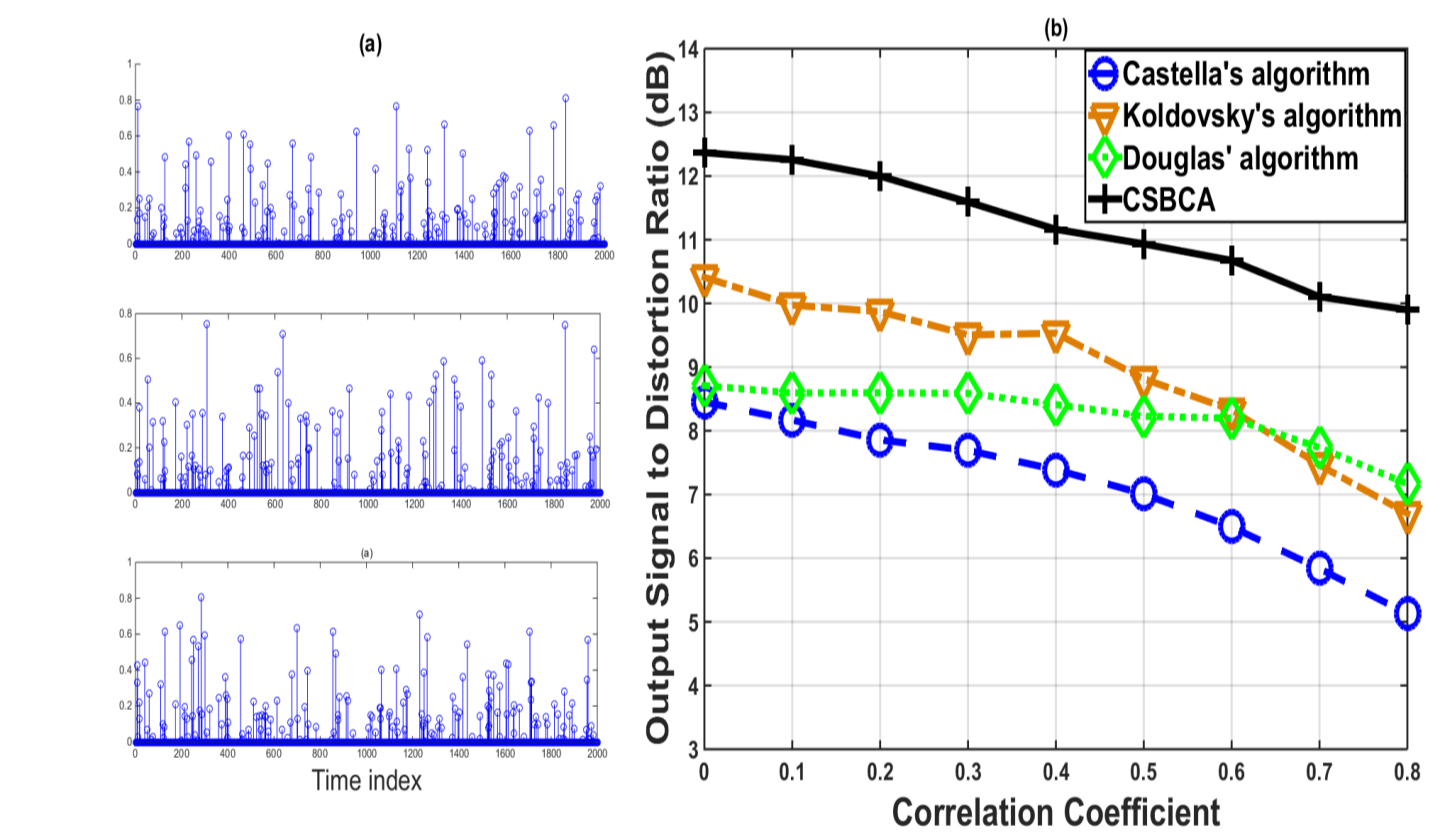 (a)
1
0.8
0.6
0.4
0.2
0
0 200 400 600 800 1000 1200 1400 1600 1800 2000
0.8
0.6
0.4
0.2
0
0 200 400 600 800 1000 1200 1400 1600 1800 2000
(a)
1
0.8
0.6
0.4
0.2
0
0 200 400 600 800 1000 1200 1400 1600 1800 2000
Time index
(b)
Output Signal to Distortion Ratio (dB)
14
13
12
11
10
9
8
7
6
5
4
3
0 0.1 0.2 0.3 0.4 0.5 0.6 0.7 0.8
Correlation Coefficient
Castella's algorithm
Koldovsky's algorithm
Douglas' algorithm
CSBCA